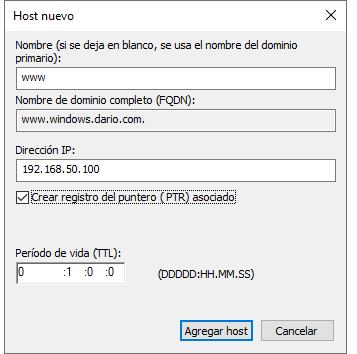 Host nuevo
Nombre (si se deja en blanco, se usa el nombre del dominio
primario):
www
Nombre de dominio completo (FQDN):
www.windows.dario.com.
Dirección IP:
192.168.50.100
Crear registro del puntero (PTR) asociado
Período de vida (TTL):
0 :1 :0 :0 (DDDDD:HH.MM.SS)
Agregar host Cancelar